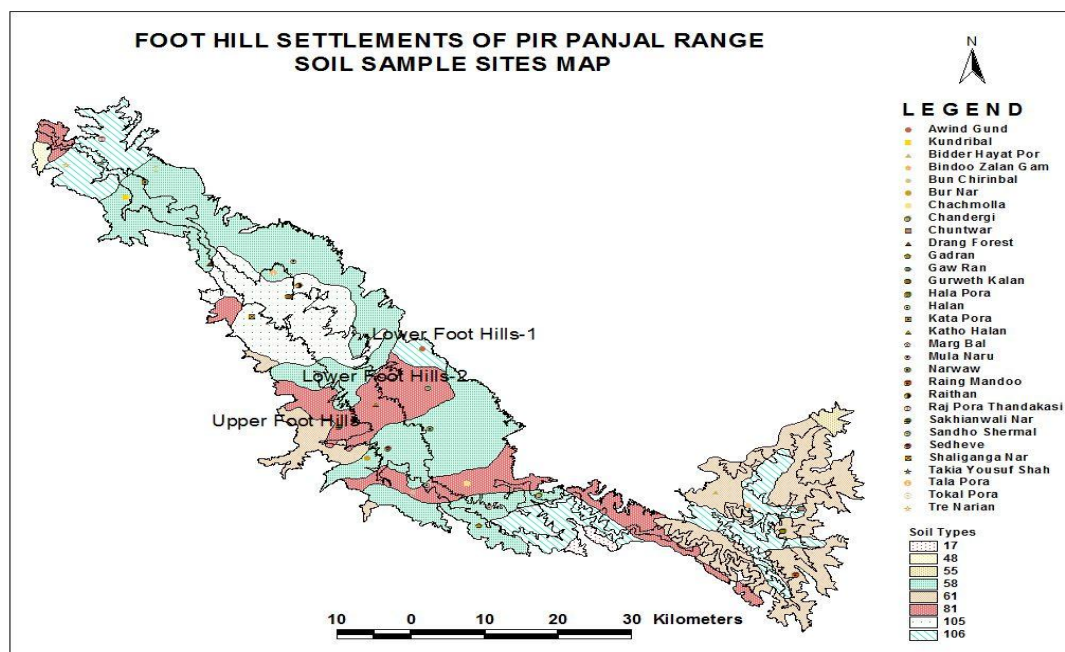 FOOT HILL SETTLEMENTS OF PIR PANJAL RANGE
SOIL SAMPLE SITES MAP
N
LEGEND
Awind Gund
Kundribal
Bidder Hayat Por
Bindoo Zalan Gam
Bun Chirinbal
Bur Nar
Chachmolla
Chandergi
Chuntwar
Drang Forest
Gadran
Gaw Ran
Gurweth Kalan
Hala Pora
Halan
Kata Pora
Katho Halan
Marg Bal
Mula Naru
Narwaw
Raing Mandoo
Raithan
Raj Pora Thandakasi
Sakhianwali Nar
Sandho Shermal
Sedheve
Shaliganga Nar
Takia Yousuf Shah
Tala Pora
Tokal Pora
Tre Narian
Soil Types
17
48
55
58
61
81
105
106
Lower Foot Hills-1
Lower Foot Hills-2
Upper Foot Hills
10 0 10 20 30 Kilometers